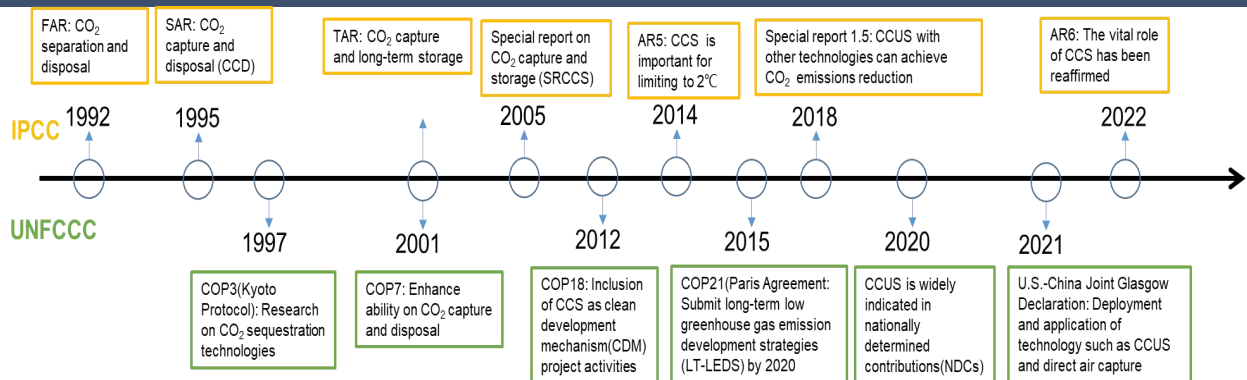 FAR: CO₂
separation and
disposal
SAR: CO₂
capture and
disposal (CCD)
TAR: CO₂ capture
and long-term storage
Special report on
CO₂ capture and
storage (SRCCS)
AR5: CCS is
important for
limiting to 2℃
Special report 1.5: CCUS with
other technologies can achieve
CO₂ emissions reduction
AR6: The vital role
of CCS has been
reaffirmed
IPCC
1992
1995
2005
2014
2018
2022
UNFCCC
1997
2001
2012
2015
2020
2021
COP3(Kyoto
Protocol): Research
on CO₂ sequestration
technologies
COP7: Enhance
ability on CO₂ capture
and disposal
COP18: Inclusion
of CCS as clean
development
mechanism(CDM)
project activities
COP21(Paris Agreement:
Submit long-term low
greenhouse gas emission
development strategies
(LT-LEDS) by 2020
CCUS is widely
indicated in
nationally
determined
contributions(NDCs)
U.S.-China Joint Glasgow
Declaration: Deployment
and application of
technology such as CCUS
and direct air capture